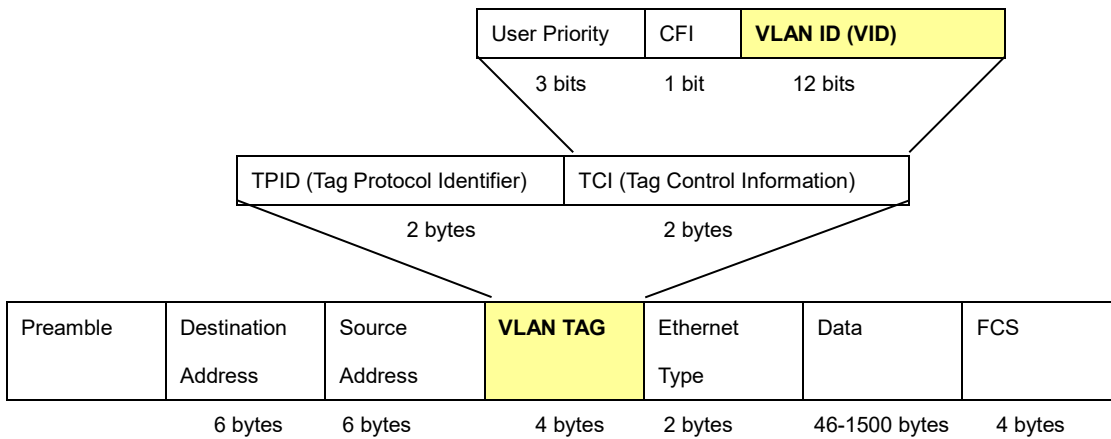 User Priority CFI VLAN ID (VID)
3 bits 1 bit 12 bits
TPID (Tag Protocol Identifier) TCI (Tag Control Information)
2 bytes 2 bytes
Preamble Destination Source VLAN TAG Ethernet Data FCS
Address Address Type
6 bytes 6 bytes 4 bytes 2 bytes 46-1500 bytes 4 bytes